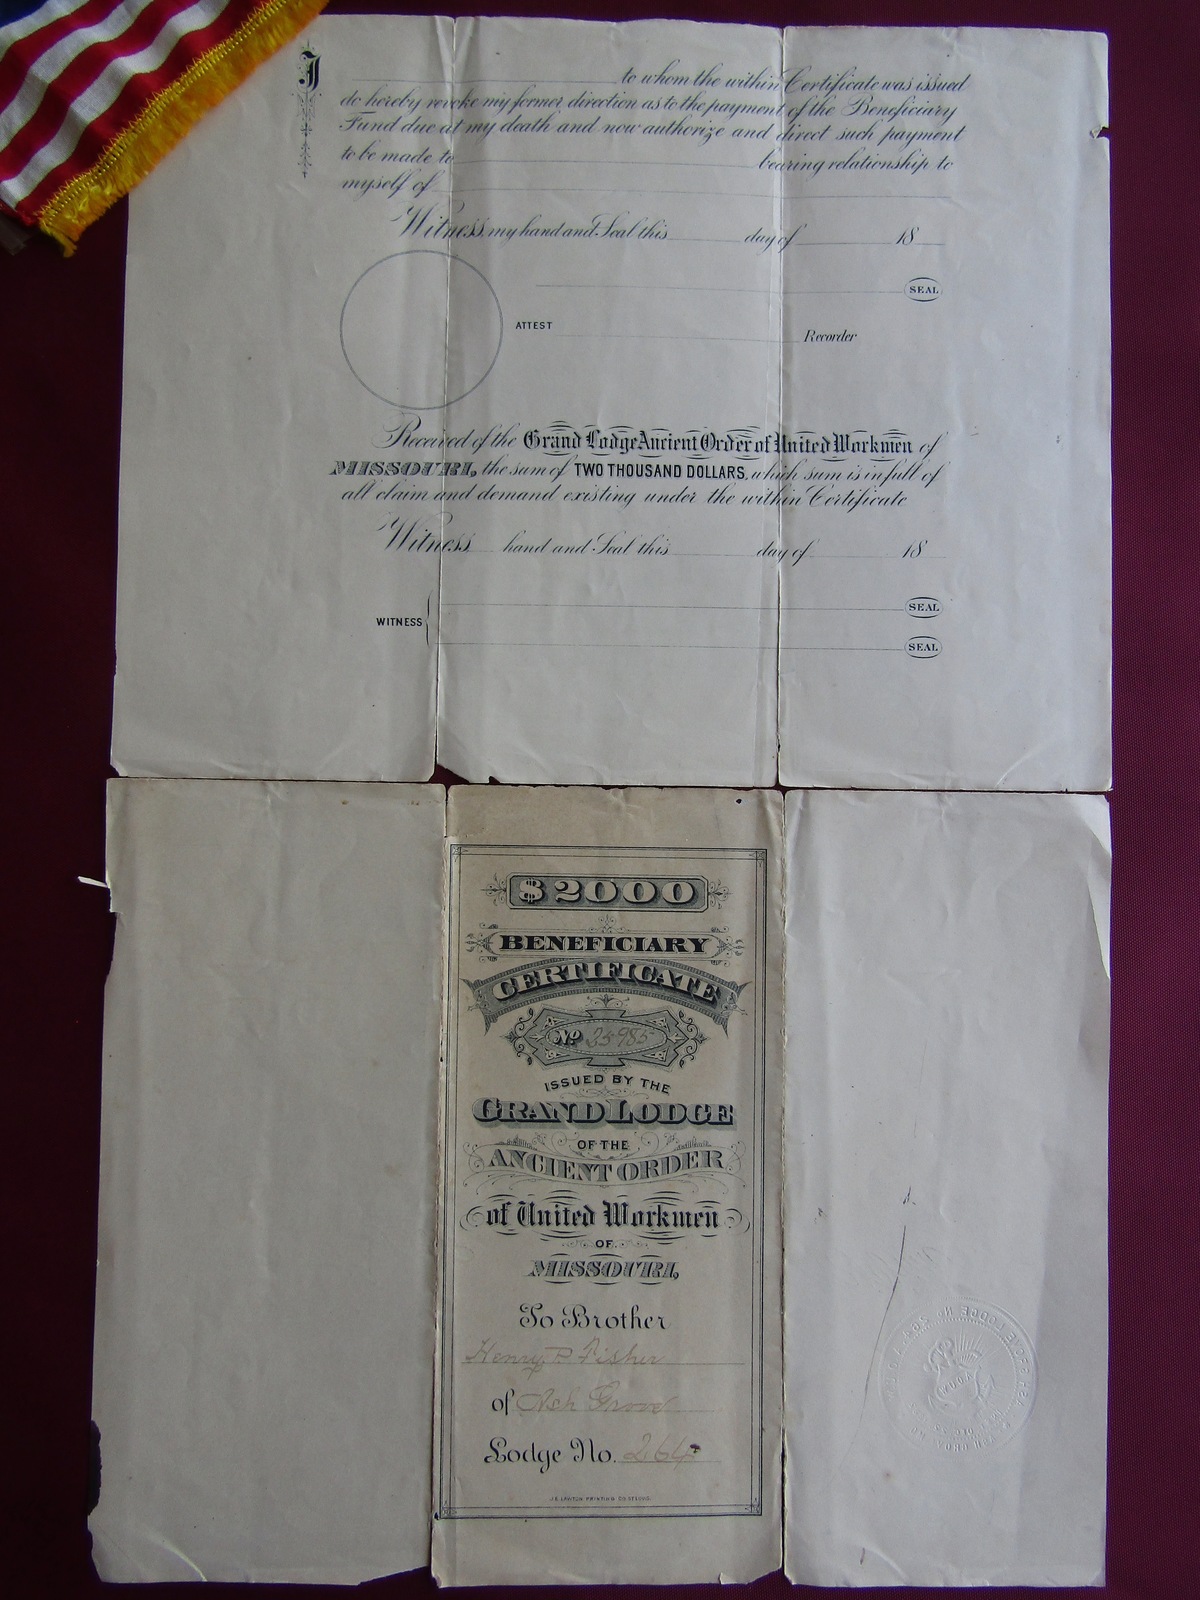 I to whom the within Certificate was issued
do hereby revoke my former direction as to the payment of the Beneficiary
Fund due at my death and now authorize and direct such payment
to be made to bearing relationship to
myself of
Witness my hand and Seal this day of 18
SEAL
ATTEST Recorder
Received of the Grand Lodge Ancient Order of United Workmen of
MISSOURI, the sum of TWO THOUSAND DOLLARS, which sum is in full of
all claim and demand existing under the within Certificate
Witness hand and Seal this day of 18
SEAL
WITNESS
SEAL
$2000
BENEFICIARY
CERTIFICATE
No 25985
ISSUED BY THE
GRAND LODGE
OF THE
ANCIENT ORDER
of United Workmen
OF
MISSOURI,
To Brother
Henry P. Fisher
of Ash Grove
Lodge No. 264
PRINTING CO. ST LOUIS.
A.O.U.W.